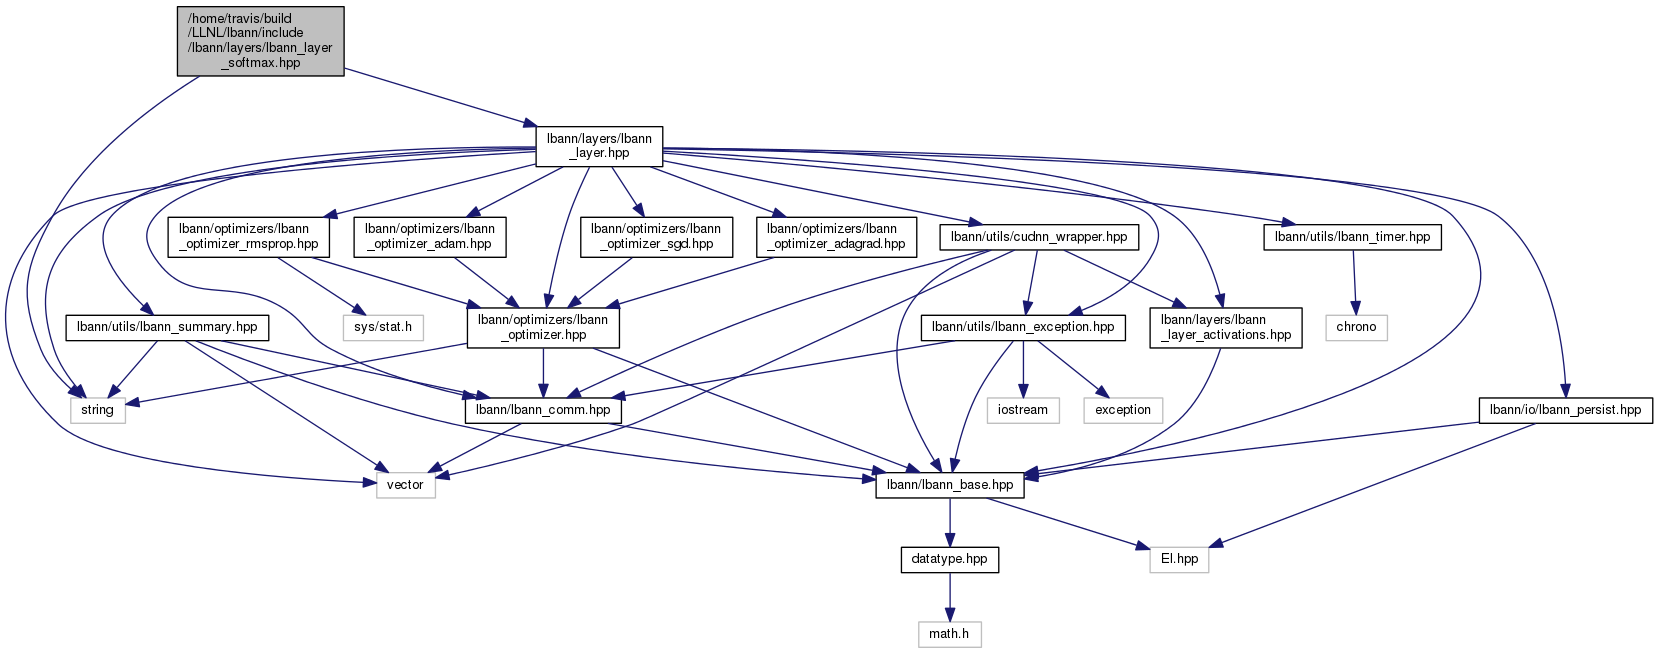 /home/travis/build
/LLNL/lbann/include
/lbann/layers/lbann_layer
_softmax.hpp
lbann/layers/lbann
_layer.hpp
lbann/optimizers/lbann
_optimizer_rmsprop.hpp
lbann/optimizers/lbann
_optimizer_adam.hpp
lbann/optimizers/lbann
_optimizer_sgd.hpp
lbann/optimizers/lbann
_optimizer_adagrad.hpp
lbann/utils/cudnn_wrapper.hpp
lbann/utils/lbann_timer.hpp
lbann/utils/lbann_summary.hpp
sys/stat.h
lbann/optimizers/lbann
_optimizer.hpp
lbann/utils/lbann_exception.hpp
lbann/layers/lbann
_layer_activations.hpp
chrono
string
lbann/lbann_comm.hpp
iostream
exception
lbann/io/lbann_persist.hpp
vector
lbann/lbann_base.hpp
datatype.hpp
El.hpp
math.h